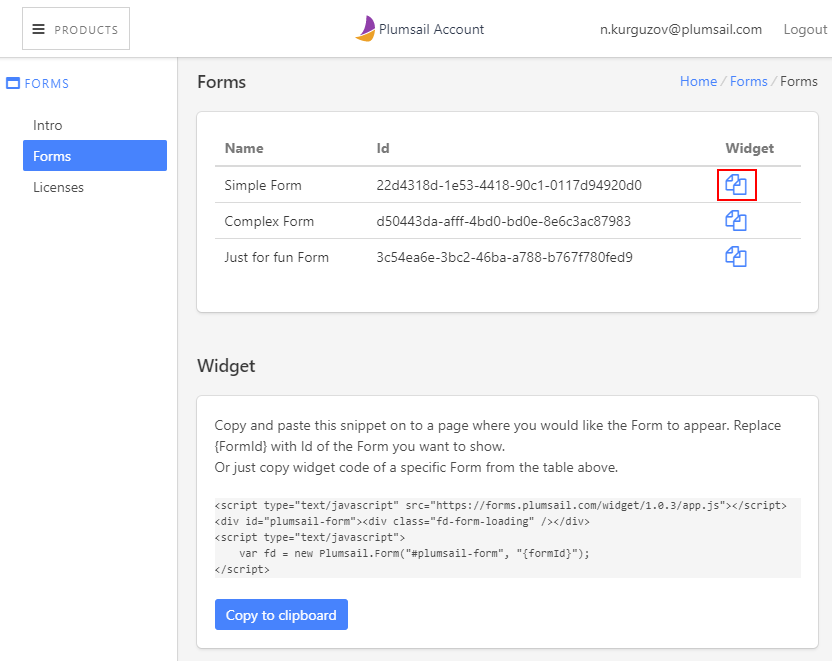 PRODUCTS
Plumsail Account
n.kurguzov@plumsail.com
Logout
FORMS
Intro
Forms
Licenses
Forms
Home / Forms / Forms
Name Id Widget
Simple Form 22d4318d-1e53-4418-90c1-0117d94920d0
Complex Form d50443da-afff-4bd0-bd0e-8e6c3ac87983
Just for fun Form 3c54ea6e-3bc2-46ba-a788-b767f780fed9
Widget
Copy and paste this snippet on to a page where you would like the Form to appear. Replace
{FormId} with Id of the Form you want to show.
Or just copy widget code of a specific Form from the table above.
<script type="text/javascript" src="https://forms.plumsail.com/widget/1.0.3/app.js"></script>
<div id="plumsail-form"><div class="fd-form-loading" /></div>
<script type="text/javascript">
    var fd = new Plumsail.Form("#plumsail-form", "{formId}");
</script>
Copy to clipboard